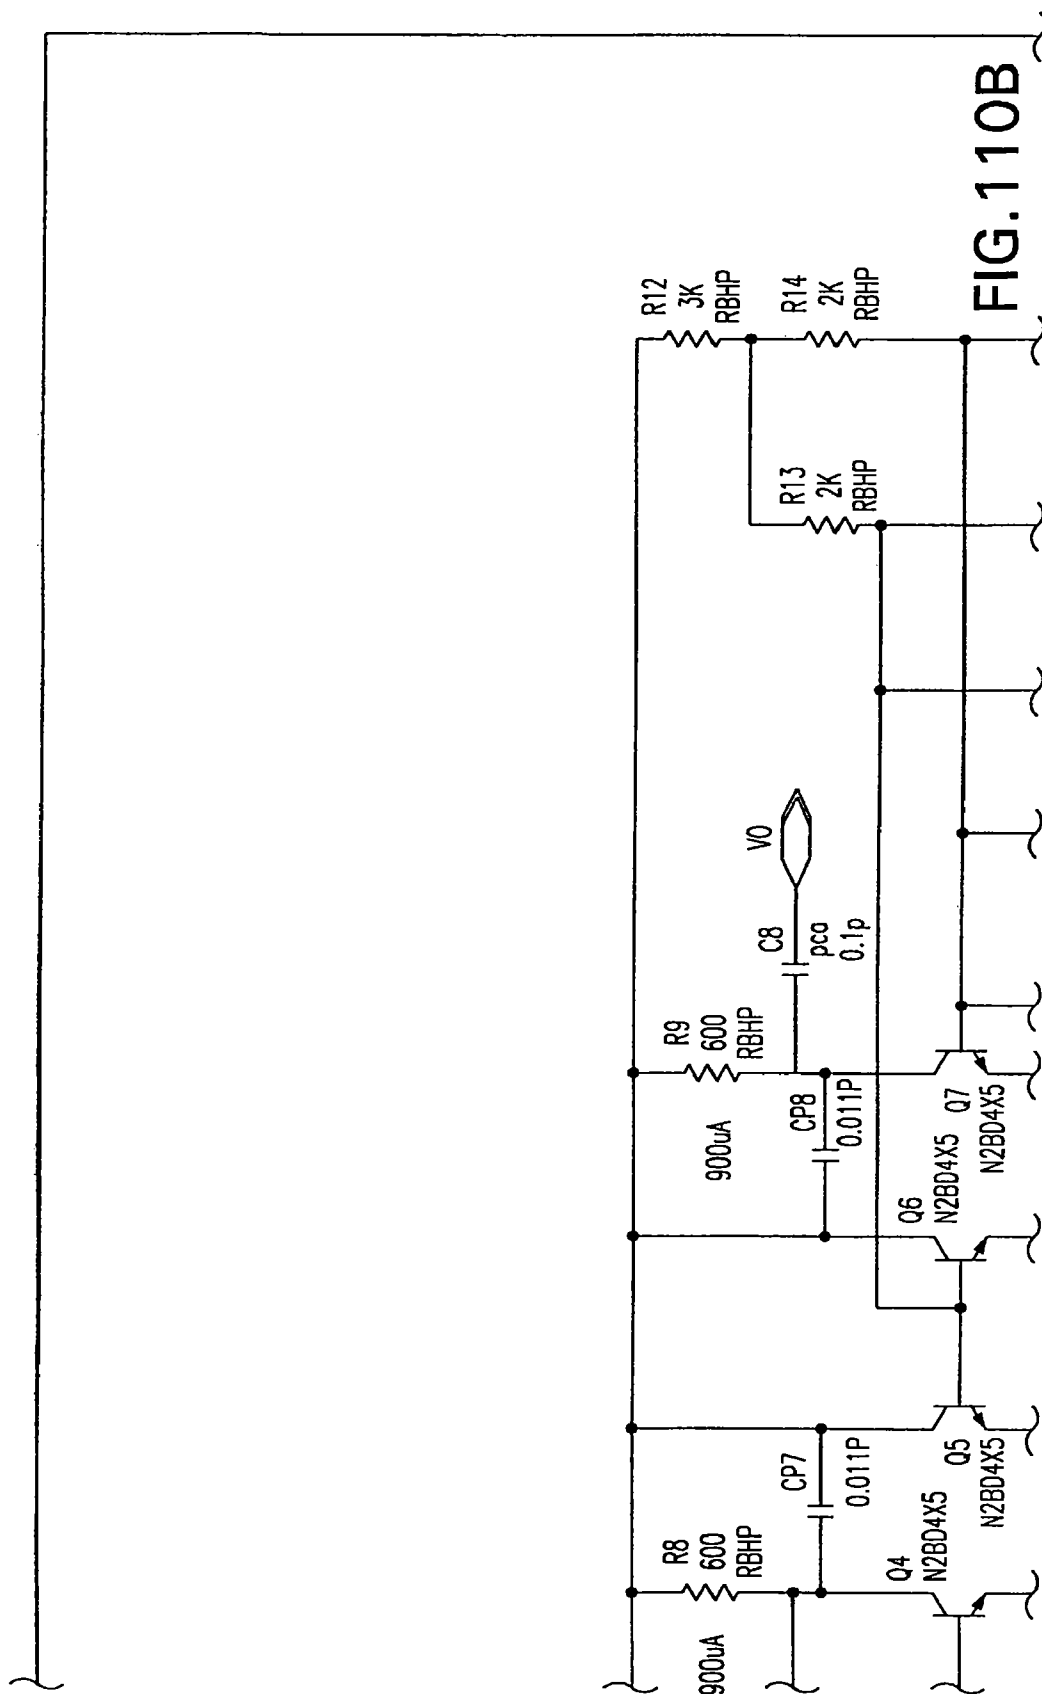 FIG.110B
R12
3K
RBHP
R14
2K
RBHP
R13
2K
RBHP
VO
C8
pca
0.1p
R9
600
RBHP
900uA
CP8
0.011P
Q7
N2BD4X5
Q6
N2BD4X5
CP7
0.011P
Q5
N2BD4X5
R8
600
RBHP
900uA
Q4
N2BD4X5